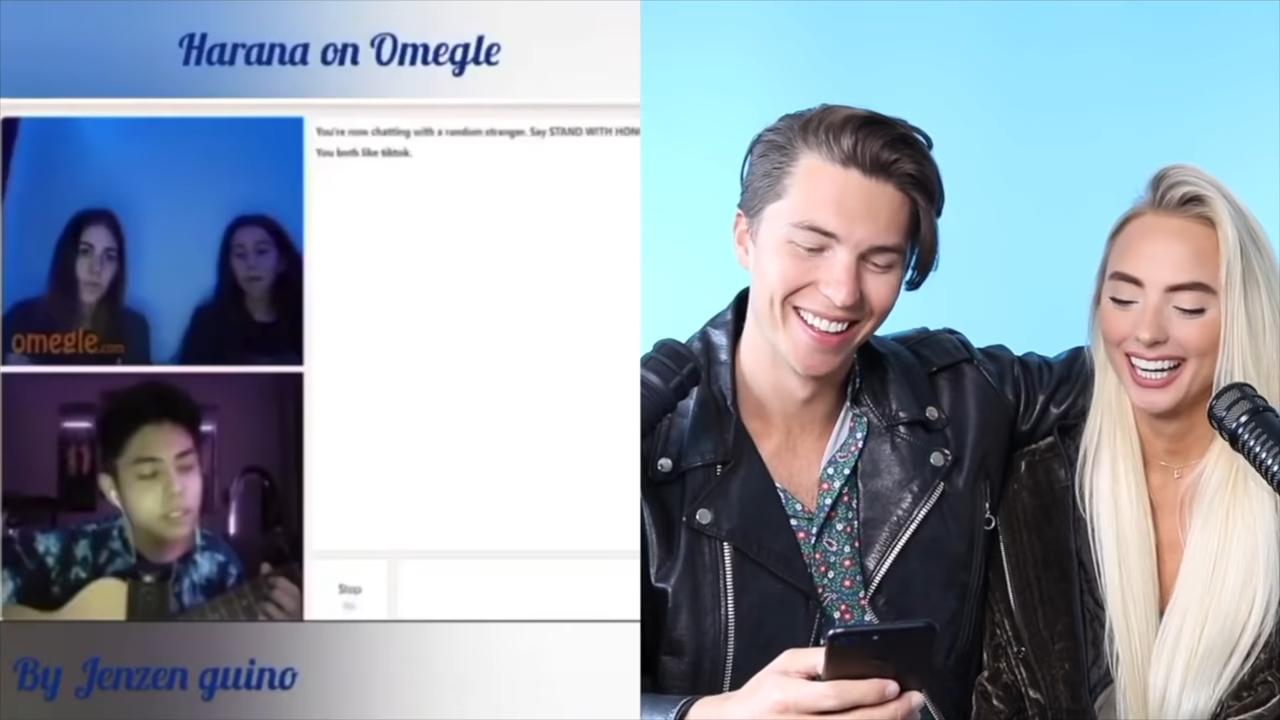 Harana on Omegle
You're now chatting with a random stranger. Say STAND WITH HON
You both like tiktok.
omegle.com
Stop
By Jenzen guino